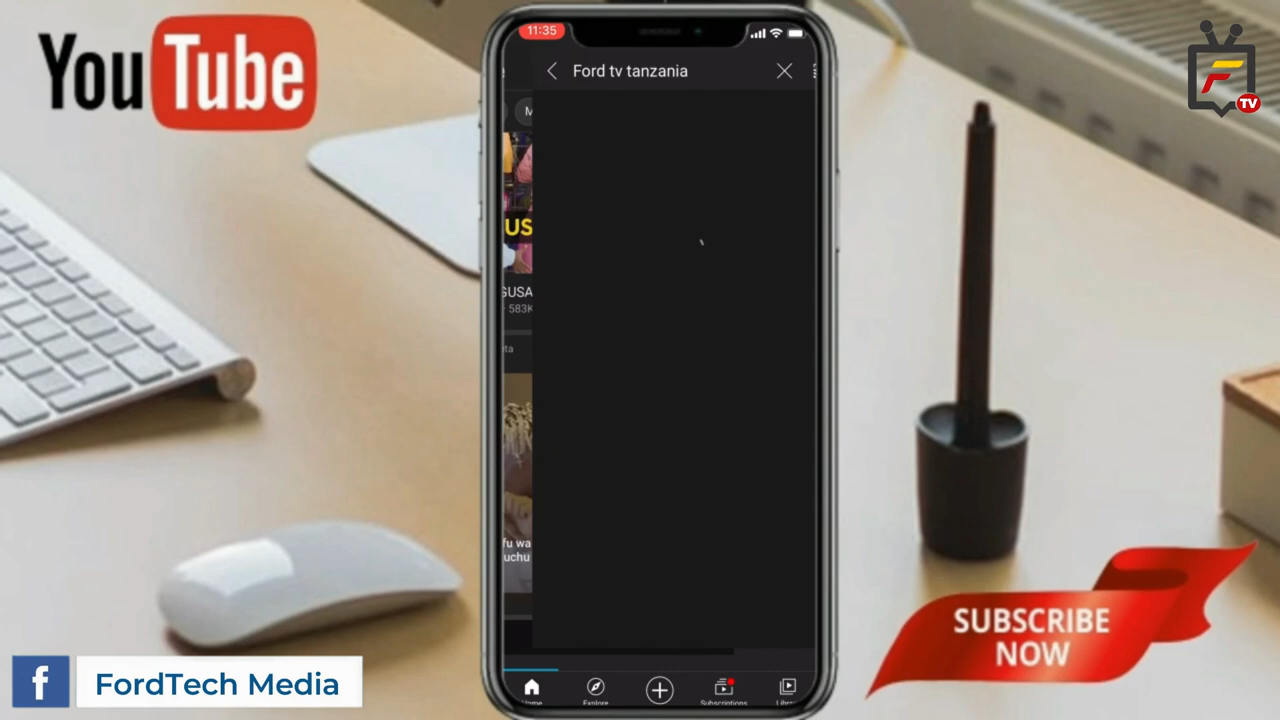 YouTube
11:35
Ford tv tanzania
F
TV
M
US
GUSA
583K
ta
fu wa
uchu
Home
Explore
Subscriptions
SUBSCRIBE
NOW
f
FordTech Media